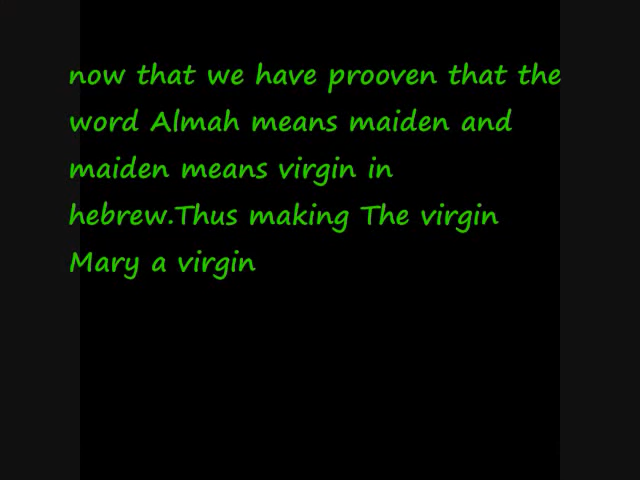 now that we have prooven that the
word Almah means maiden and
maiden means virgin in
hebrew.Thus making The virgin
Mary a virgin